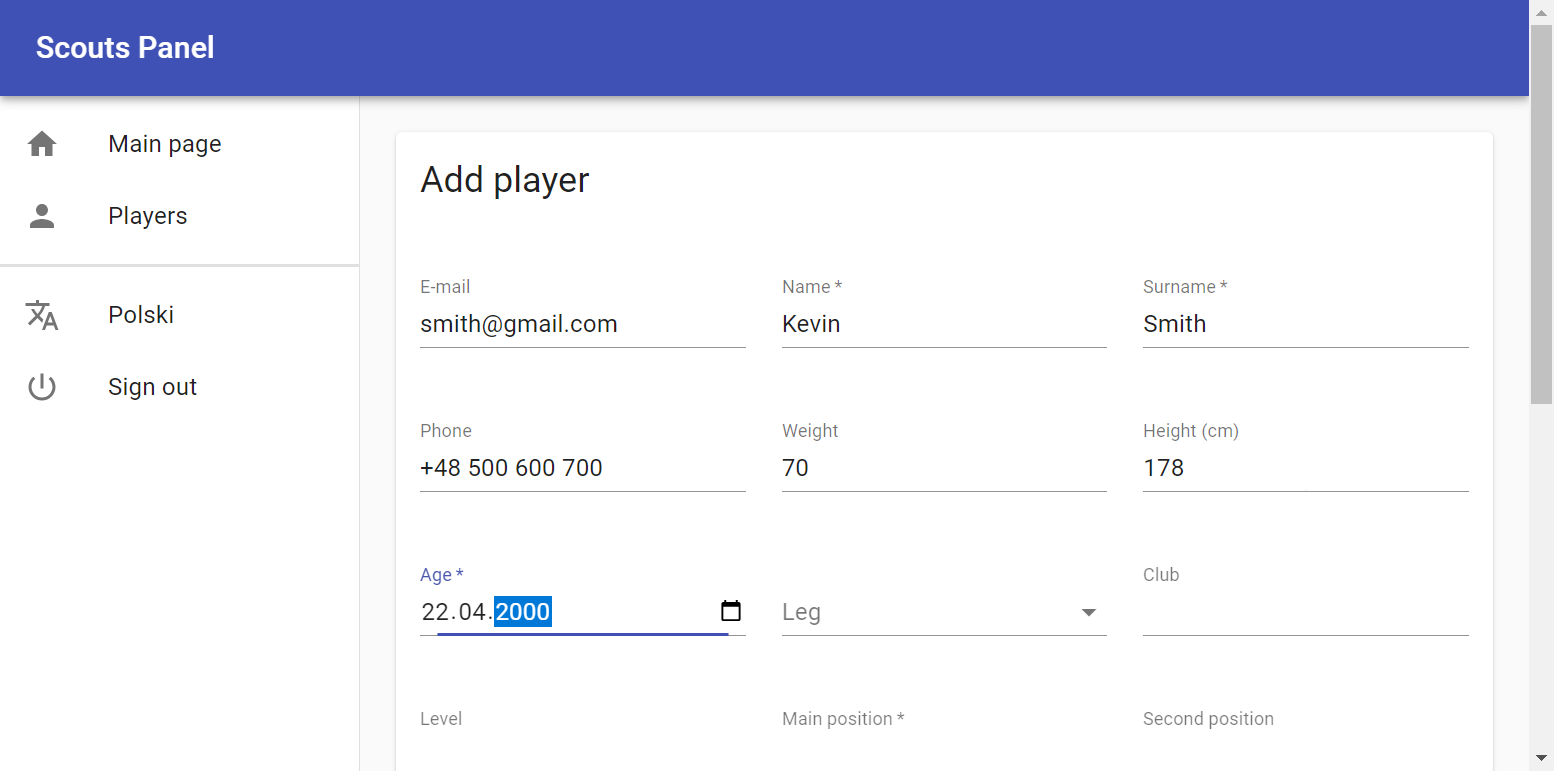 Scouts Panel
Main page
Players
Polski
Sign out
Add player
E-mail
Name *
Surname *
smith@gmail.com
Kevin
Smith
Phone
Weight
Height (cm)
+48 500 600 700
70
178
Age *
Club
22.04.2000
Leg
Level
Main position *
Second position